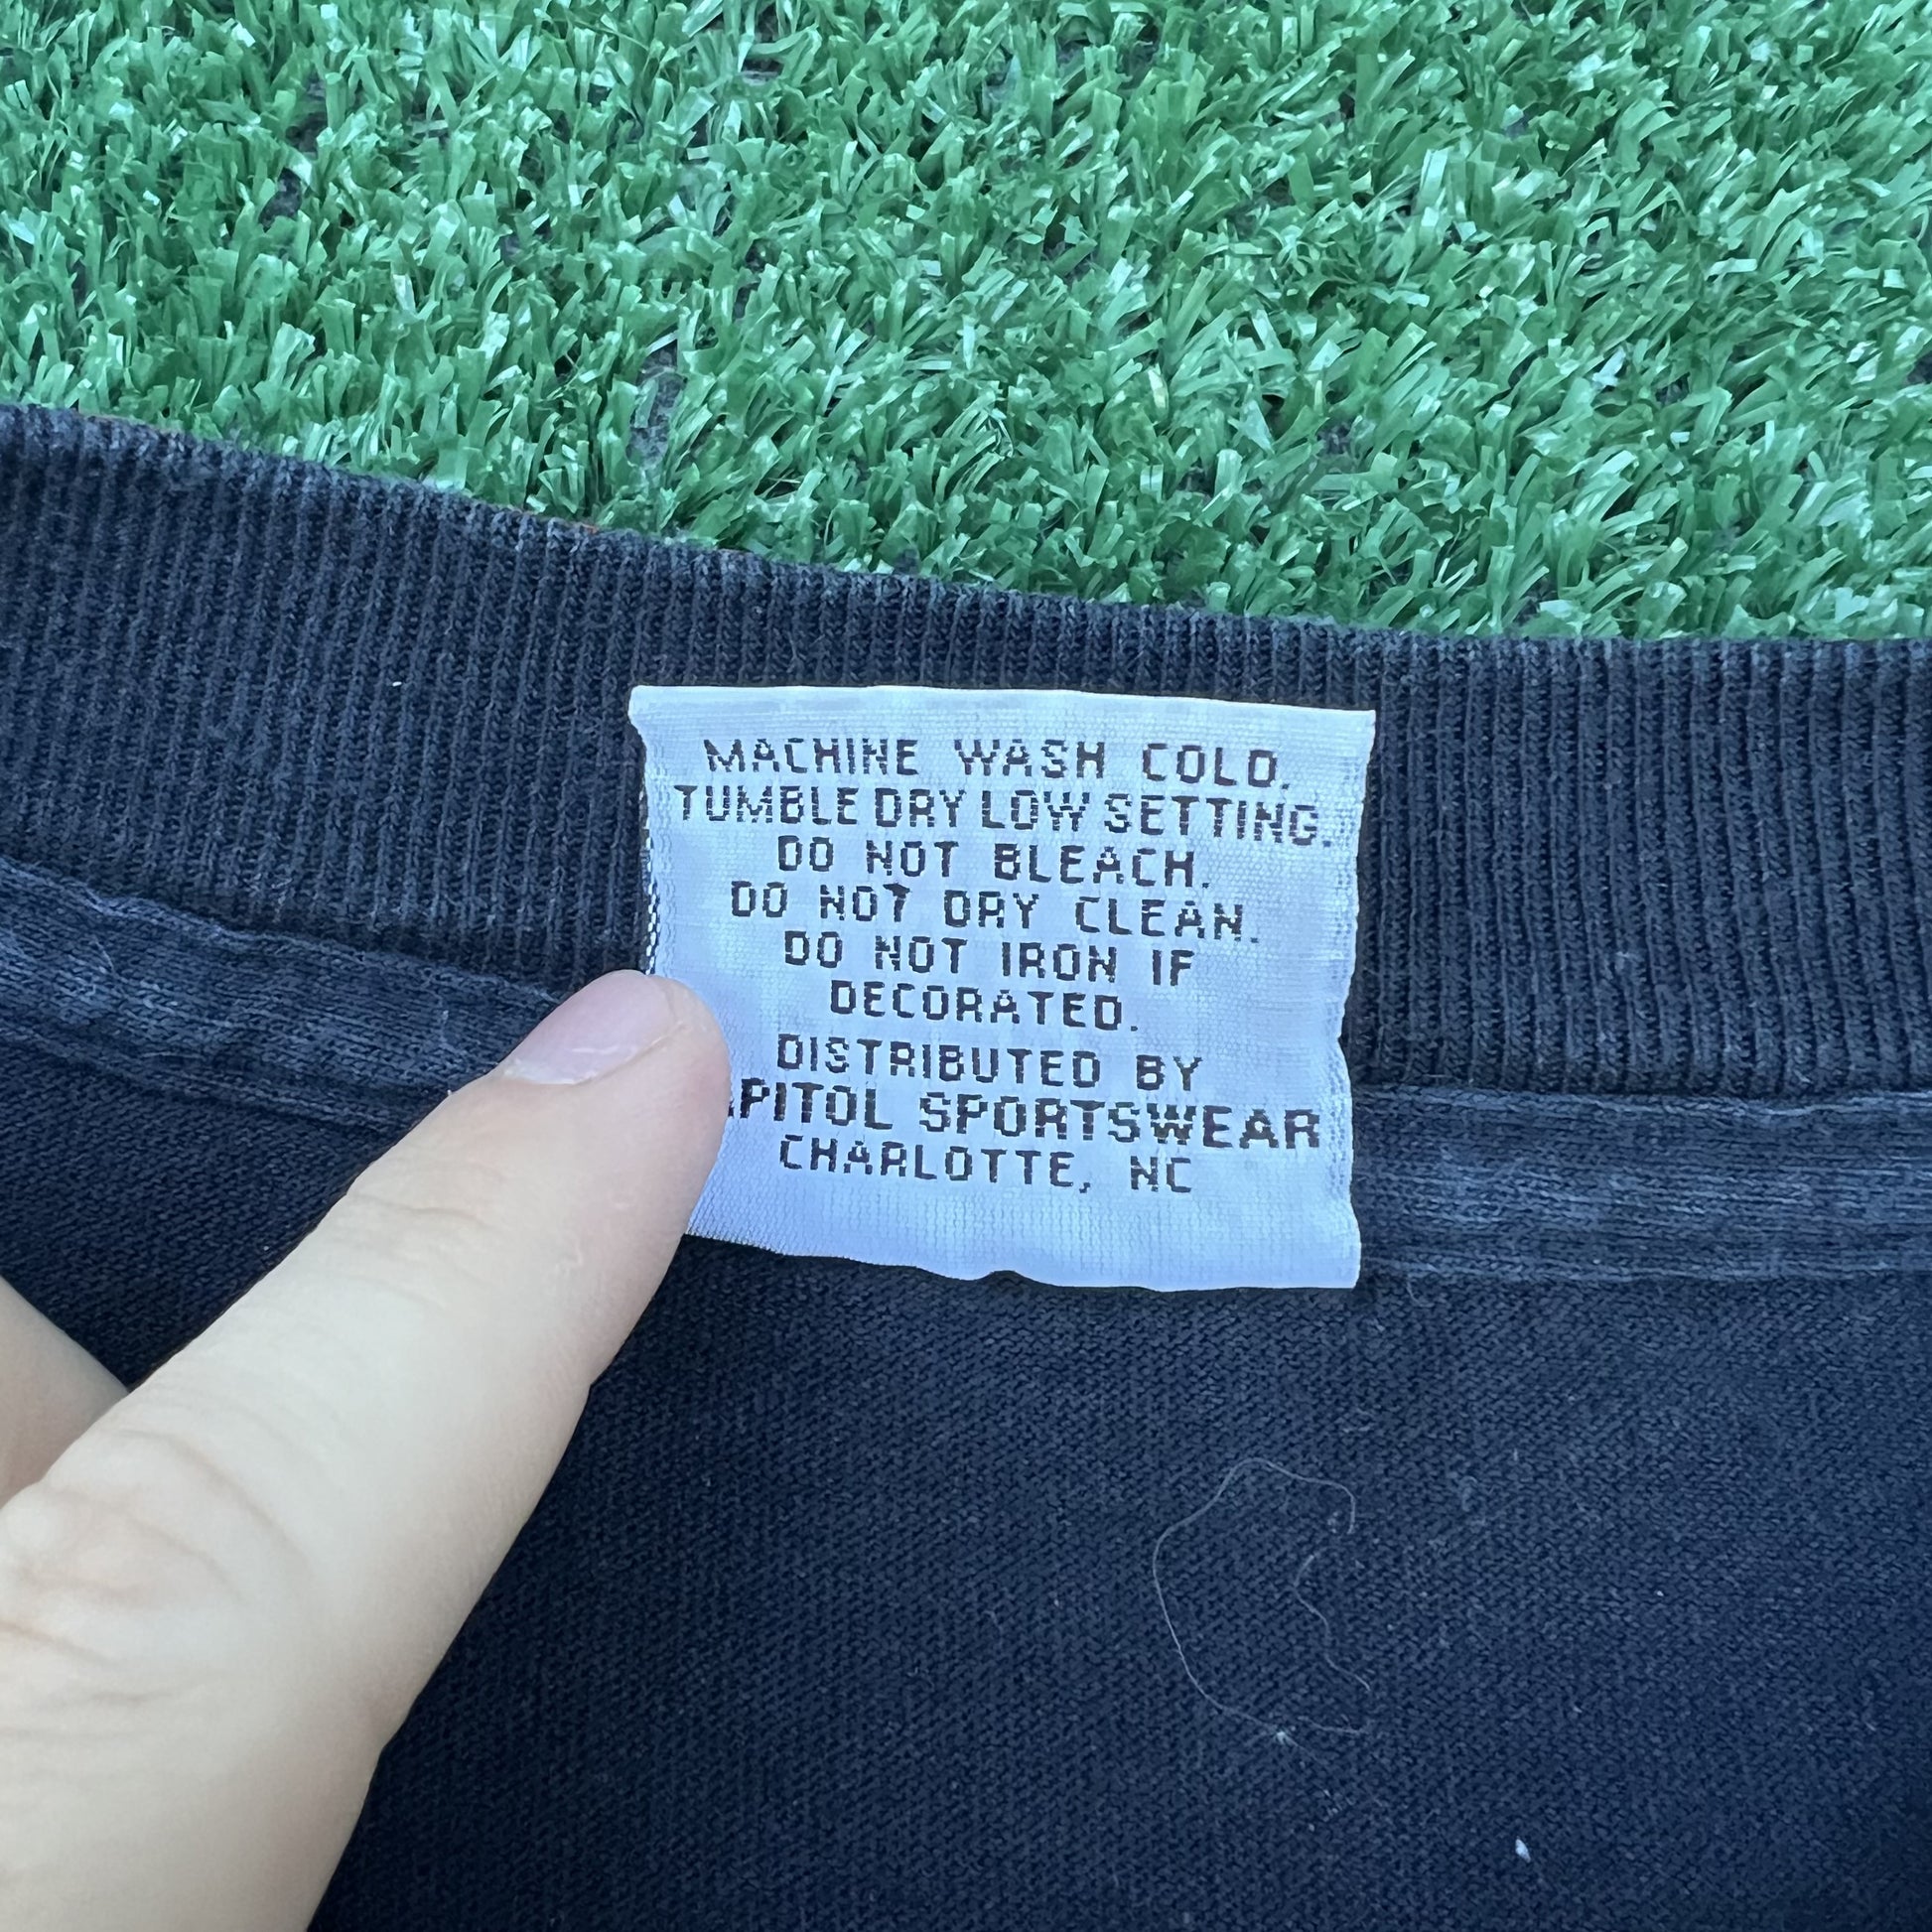 MACHINE WASH COLD.
TUMBLE DRY LOW SETTING.
DO NOT BLEACH.
DO NOT DRY CLEAN.
DO NOT IRON IF
DECORATED.
DISTRIBUTED BY
APITOL SPORTSWEAR
CHARLOTTE, NC